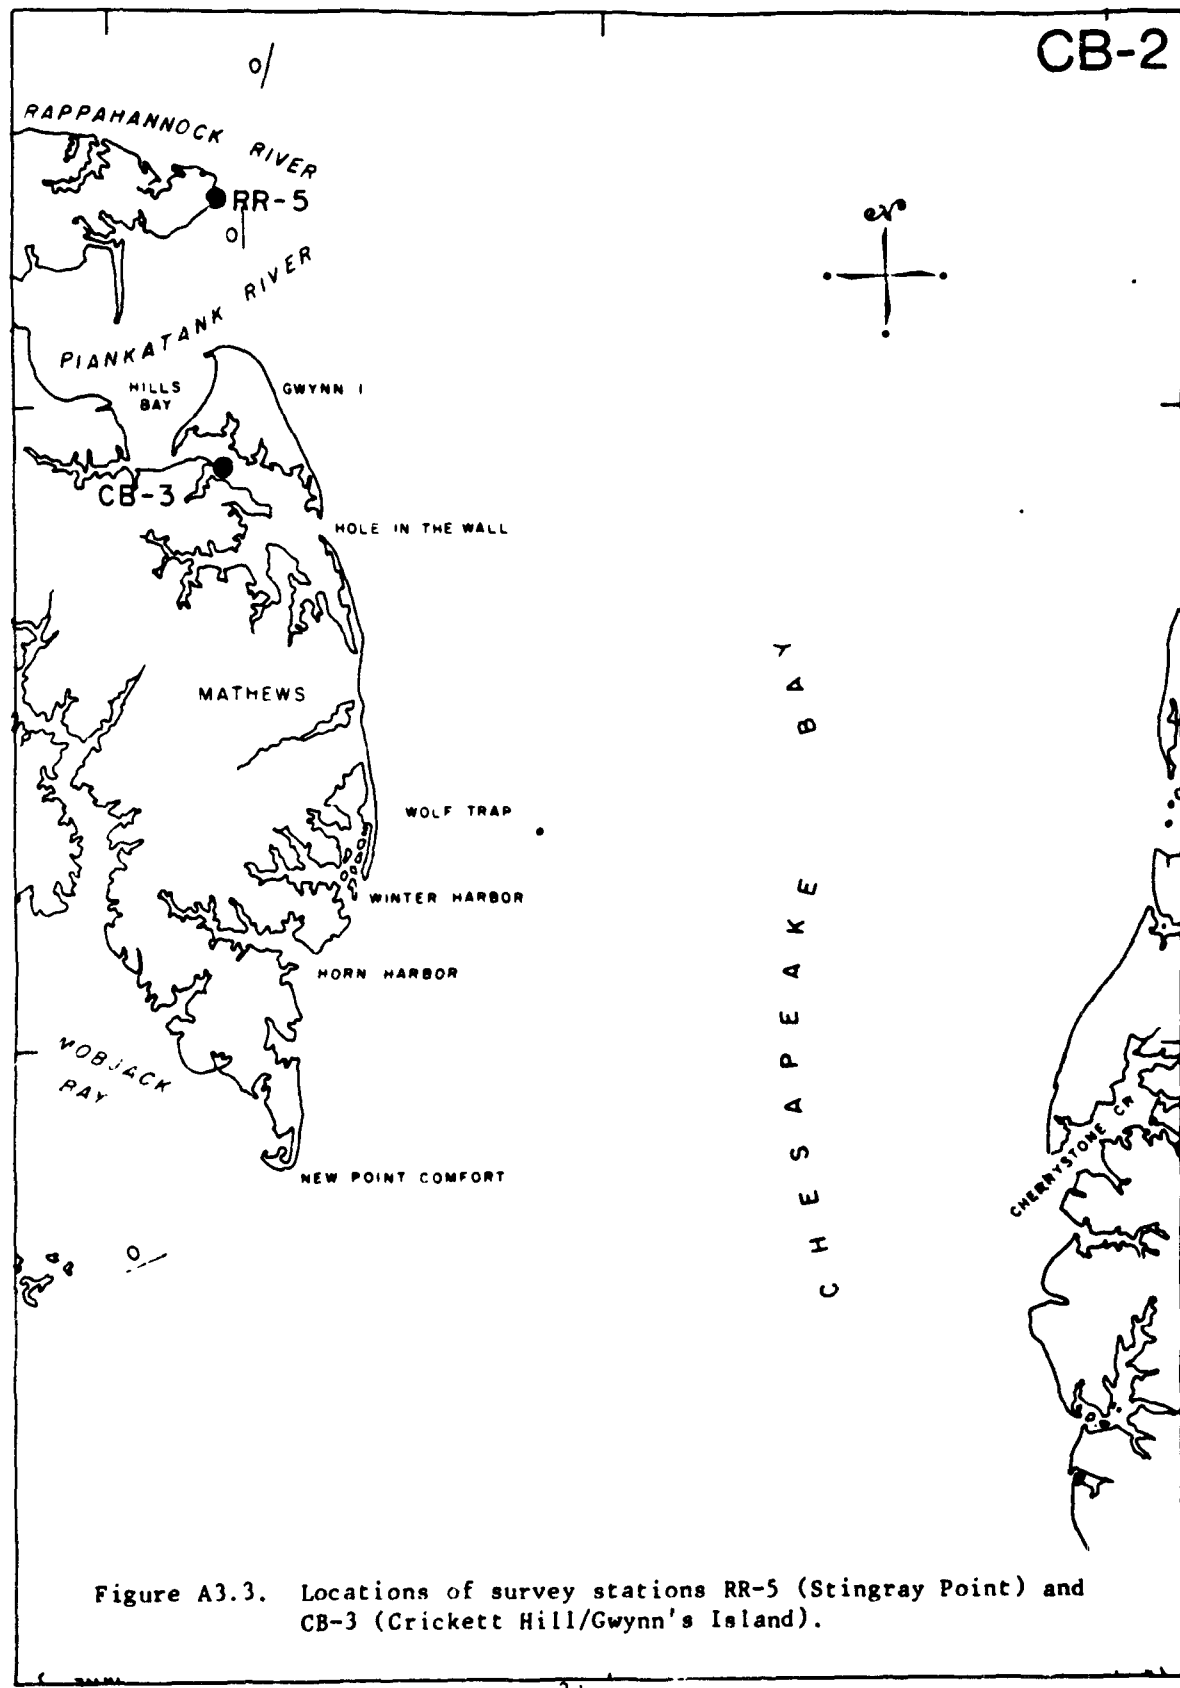 CB-2
RAPPAHANNOCK RIVER
RR-5
PIANKATANK RIVER
HILLS
BAY
GWYNN I
CB-3
HOLE IN THE WALL
MATHEWS
CHESAPEAKE BAY
WOLF TRAP
WINTER HARBOR
HORN HARBOR
MOBJACK
BAY
CHERRYSTONE CR
NEW POINT COMFORT
Figure A3.3. Locations of survey stations RR-5 (Stingray Point) and
CB-3 (Crickett Hill/Gwynn's Island).